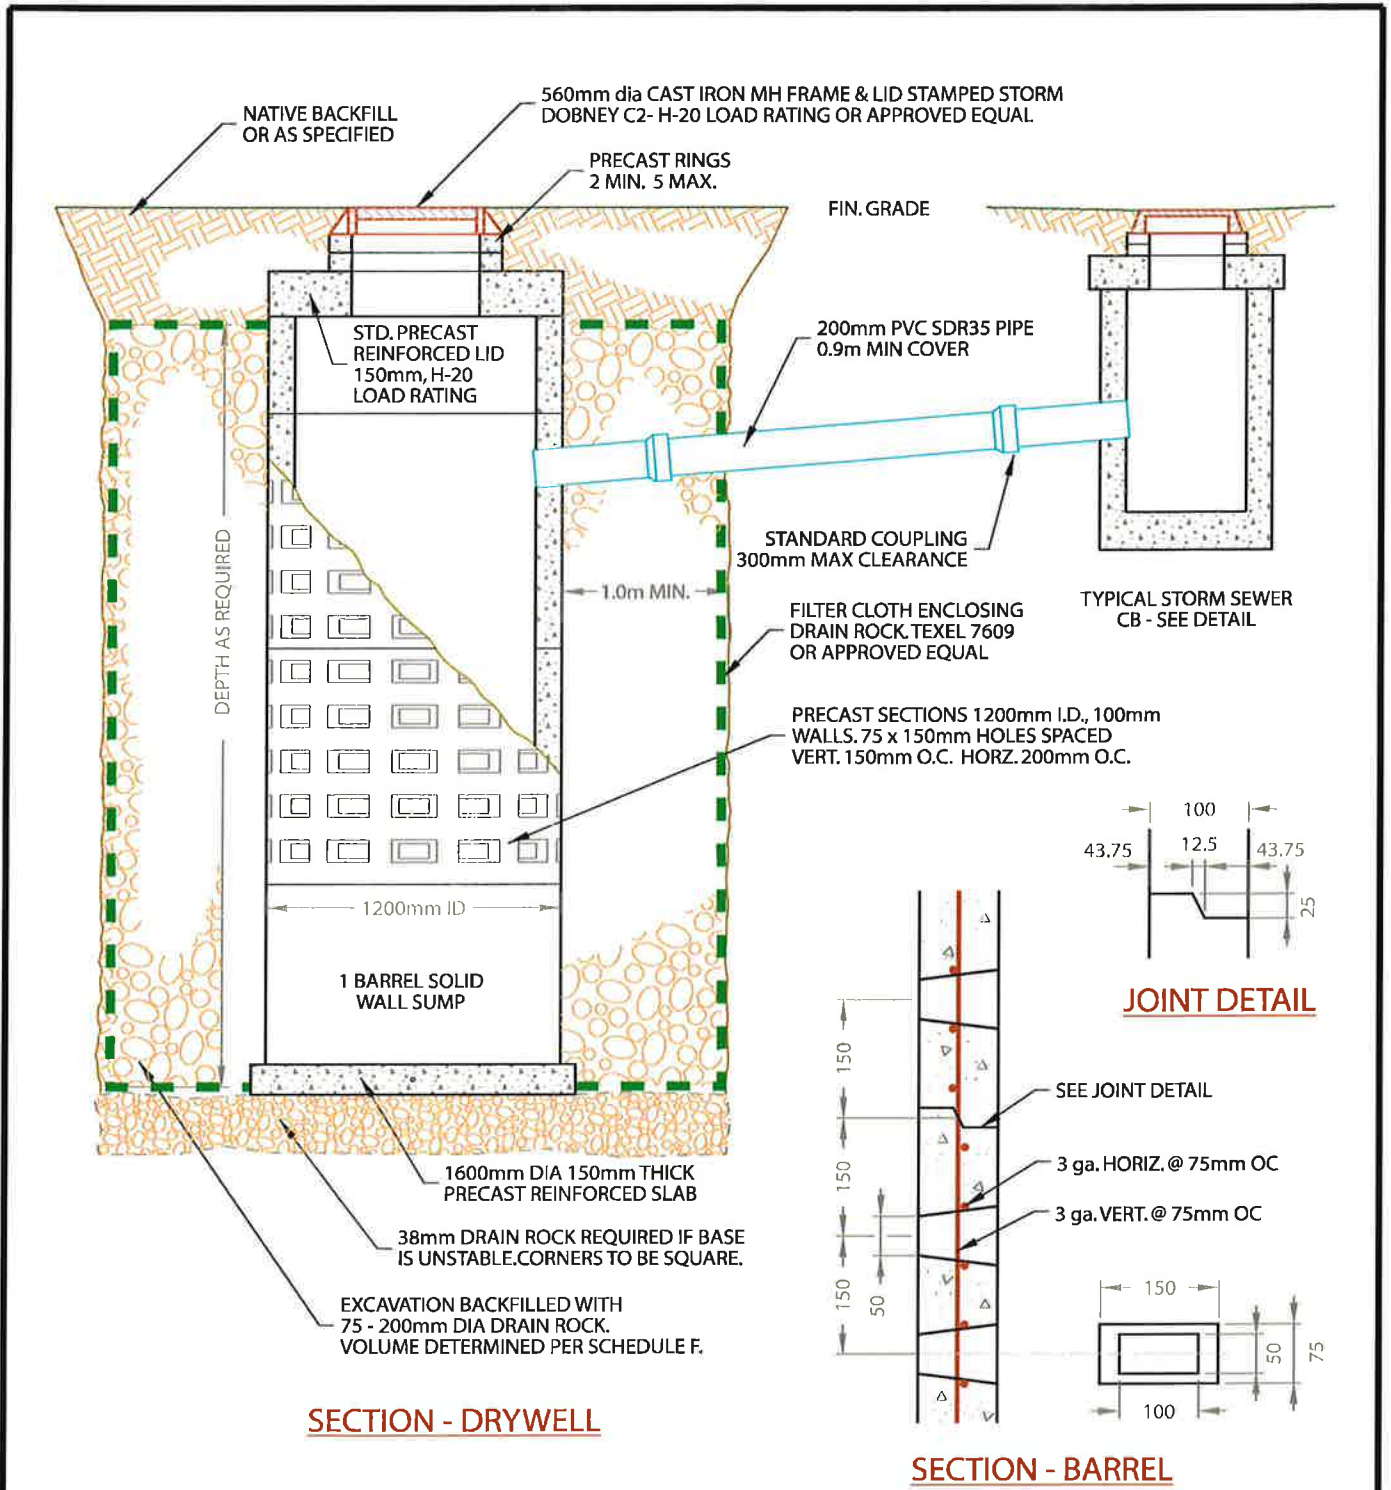 560mm dia CAST IRON MH FRAME & LID STAMPED STORM
DOBNEY C2- H-20 LOAD RATING OR APPROVED EQUAL
NATIVE BACKFILL
OR AS SPECIFIED
PRECAST RINGS
2 MIN. 5 MAX.
FIN. GRADE
STD. PRECAST
REINFORCED LID
150mm, H-20
LOAD RATING
200mm PVC SDR35 PIPE
0.9m MIN COVER
DEPTH AS REQUIRED
STANDARD COUPLING
300mm MAX CLEARANCE
1.0m MIN.
TYPICAL STORM SEWER
CB - SEE DETAIL
FILTER CLOTH ENCLOSING
DRAIN ROCK. TEXEL 7609
OR APPROVED EQUAL
PRECAST SECTIONS 1200mm I.D., 100mm
WALLS. 75 x 150mm HOLES SPACED
VERT. 150mm O.C. HORZ. 200mm O.C.
100
43.75
12.5
43.75
25
JOINT DETAIL
1200mm ID
1 BARREL SOLID
WALL SUMP
150
SEE JOINT DETAIL
150
3 ga. HORIZ. @ 75mm OC
3 ga. VERT. @ 75mm OC
150
50
1600mm DIA 150mm THICK
PRECAST REINFORCED SLAB
38mm DRAIN ROCK REQUIRED IF BASE
IS UNSTABLE. CORNERS TO BE SQUARE.
EXCAVATION BACKFILLED WITH
75 - 200mm DIA DRAIN ROCK.
VOLUME DETERMINED PER SCHEDULE F.
150
50
75
100
SECTION - DRYWELL
SECTION - BARREL